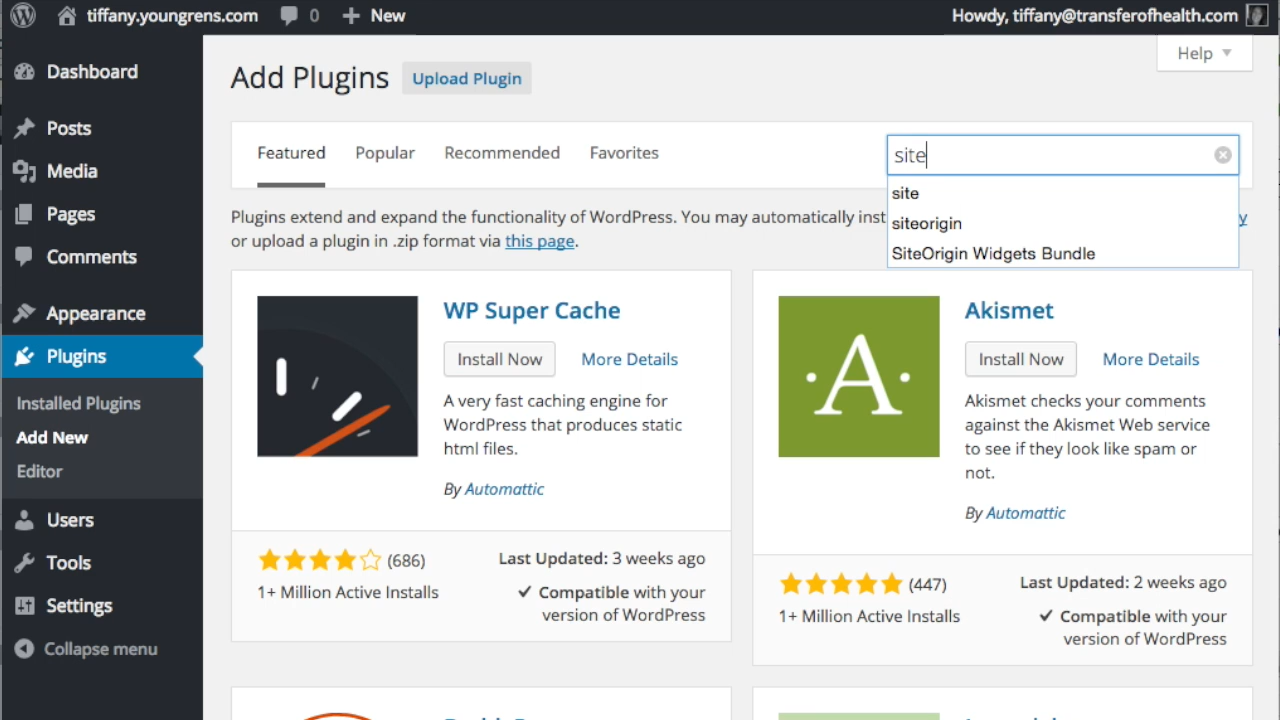 tiffany.youngrens.com 0 New
Howdy, tiffany@transferofhealth.com
Help
Dashboard
Posts
Media
Pages
Comments
Appearance
Plugins
Installed Plugins
Add New
Editor
Users
Tools
Settings
Collapse menu
Add Plugins Upload Plugin
Featured Popular Recommended Favorites
site
site
siteorigin
SiteOrigin Widgets Bundle
Plugins extend and expand the functionality of WordPress. You may automatically
or upload a plugin in .zip format via this page.
WP Super Cache
Install Now More Details
A very fast caching engine for
WordPress that produces static
html files.
By Automattic
(686)
1+ Million Active Installs
Last Updated: 3 weeks ago
Compatible with your
version of WordPress
A
Akismet
Install Now More Details
Akismet checks your comments
against the Akismet Web service
to see if they look like spam or
not.
By Automattic
(447)
1+ Million Active Installs
Last Updated: 2 weeks ago
Compatible with your
version of WordPress